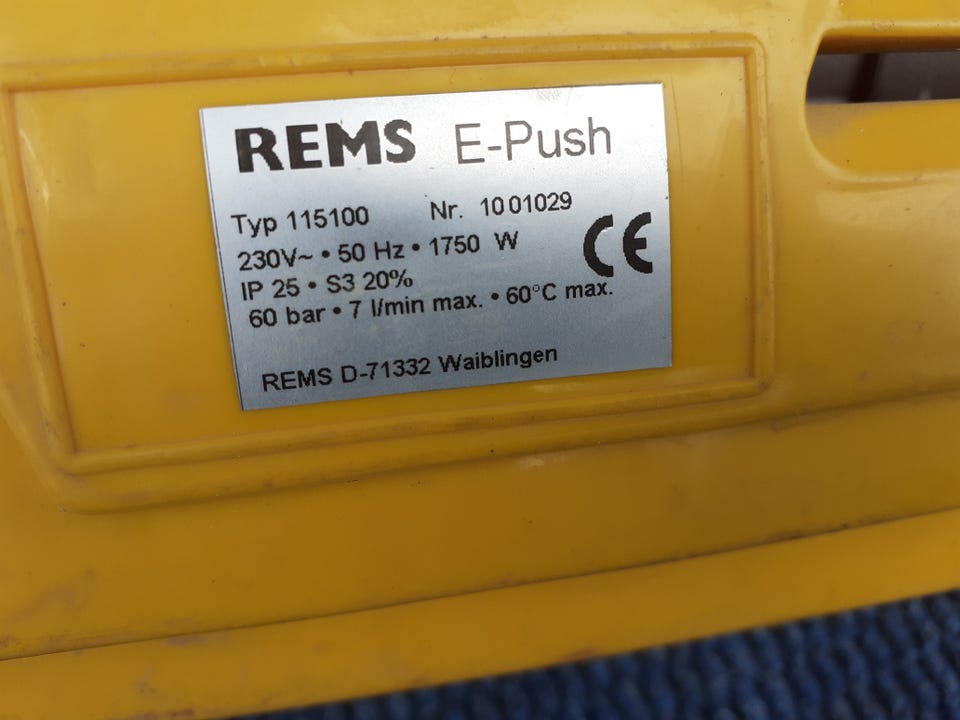 REMS E-Push
Typ 115100 Nr. 1001029
230V~ • 50 Hz • 1750 W
IP 25 • S3 20%
60 bar • 7 l/min max. • 60°C max.
CE
REMS D-71332 Waiblingen